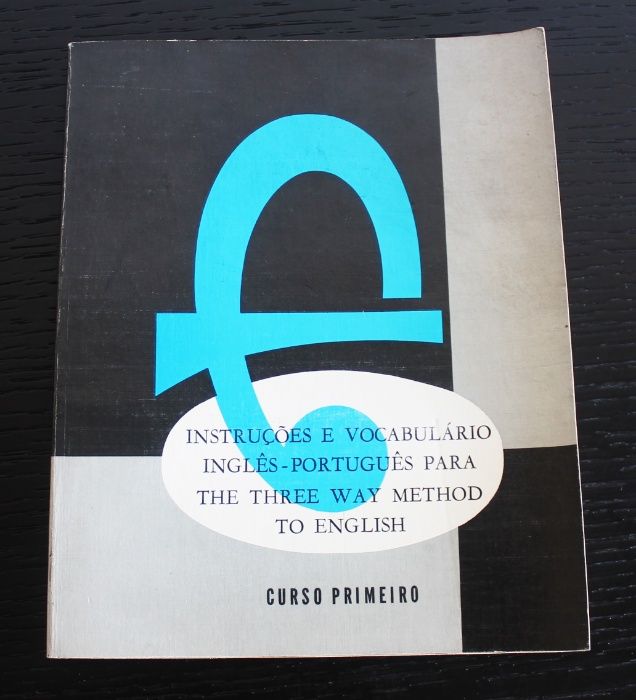 INSTRUÇÕES E VOCABULÁRIO
INGLÊS-PORTUGUÊS PARA
THE THREE WAY METHOD
TO ENGLISH
CURSO PRIMEIRO